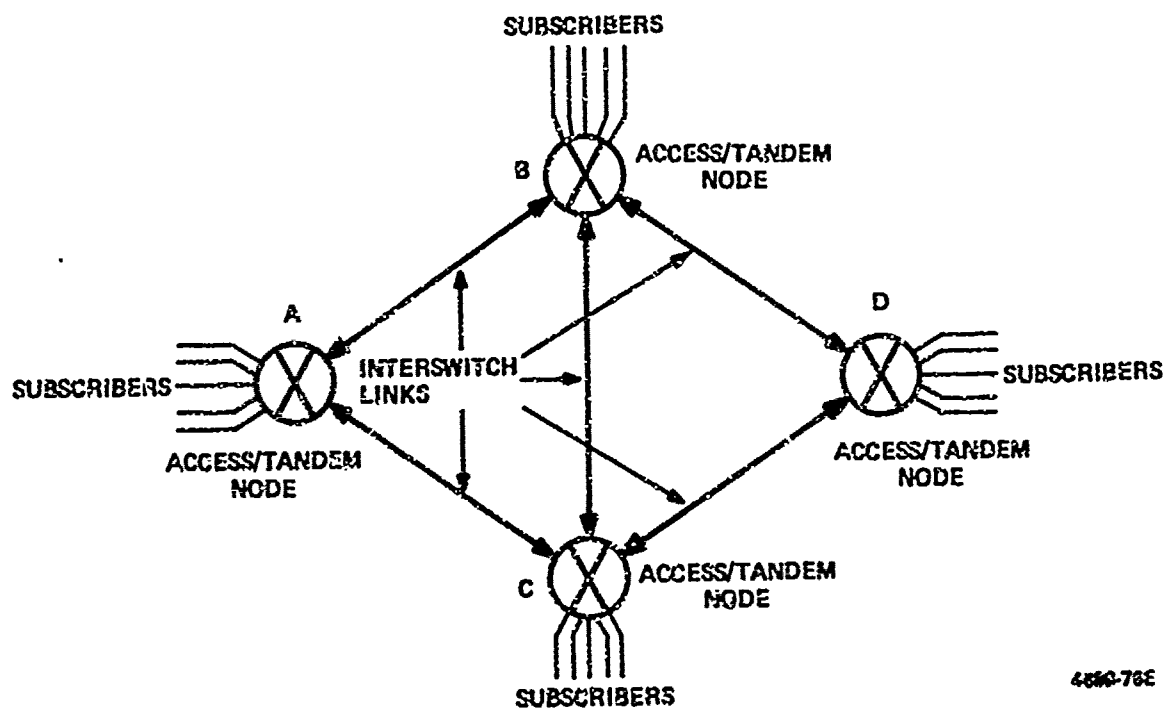 SUBSCRIBERS
B
ACCESS/TANDEM
NODE
A
D
INTERSWITCH
LINKS
SUBSCRIBERS
SUBSCRIBERS
ACCESS/TANDEM
NODE
ACCESS/TANDEM
NODE
C
ACCESS/TANDEM
NODE
SUBSCRIBERS